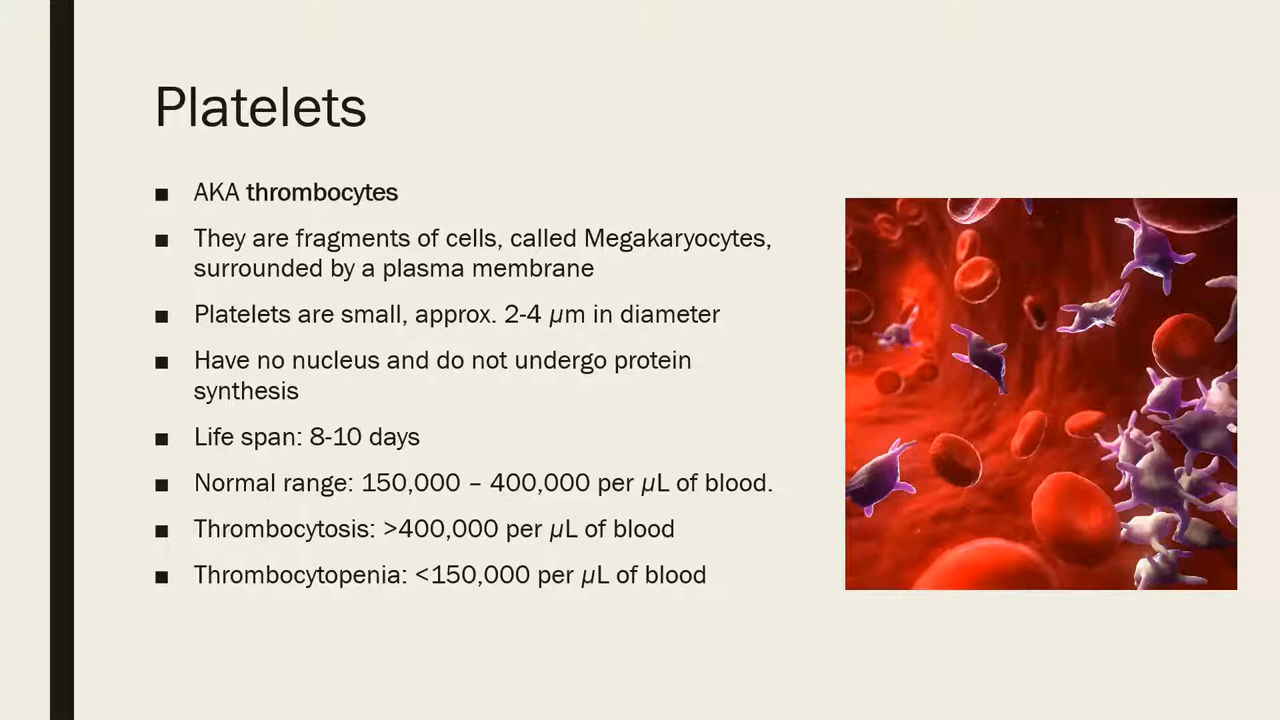 Platelets
■ AKA thrombocytes
■ They are fragments of cells, called Megakaryocytes,
surrounded by a plasma membrane
■ Platelets are small, approx. 2-4 µm in diameter
■ Have no nucleus and do not undergo protein
synthesis
■ Life span: 8-10 days
■ Normal range: 150,000 – 400,000 per µL of blood.
■ Thrombocytosis: >400,000 per µL of blood
■ Thrombocytopenia: <150,000 per µL of blood